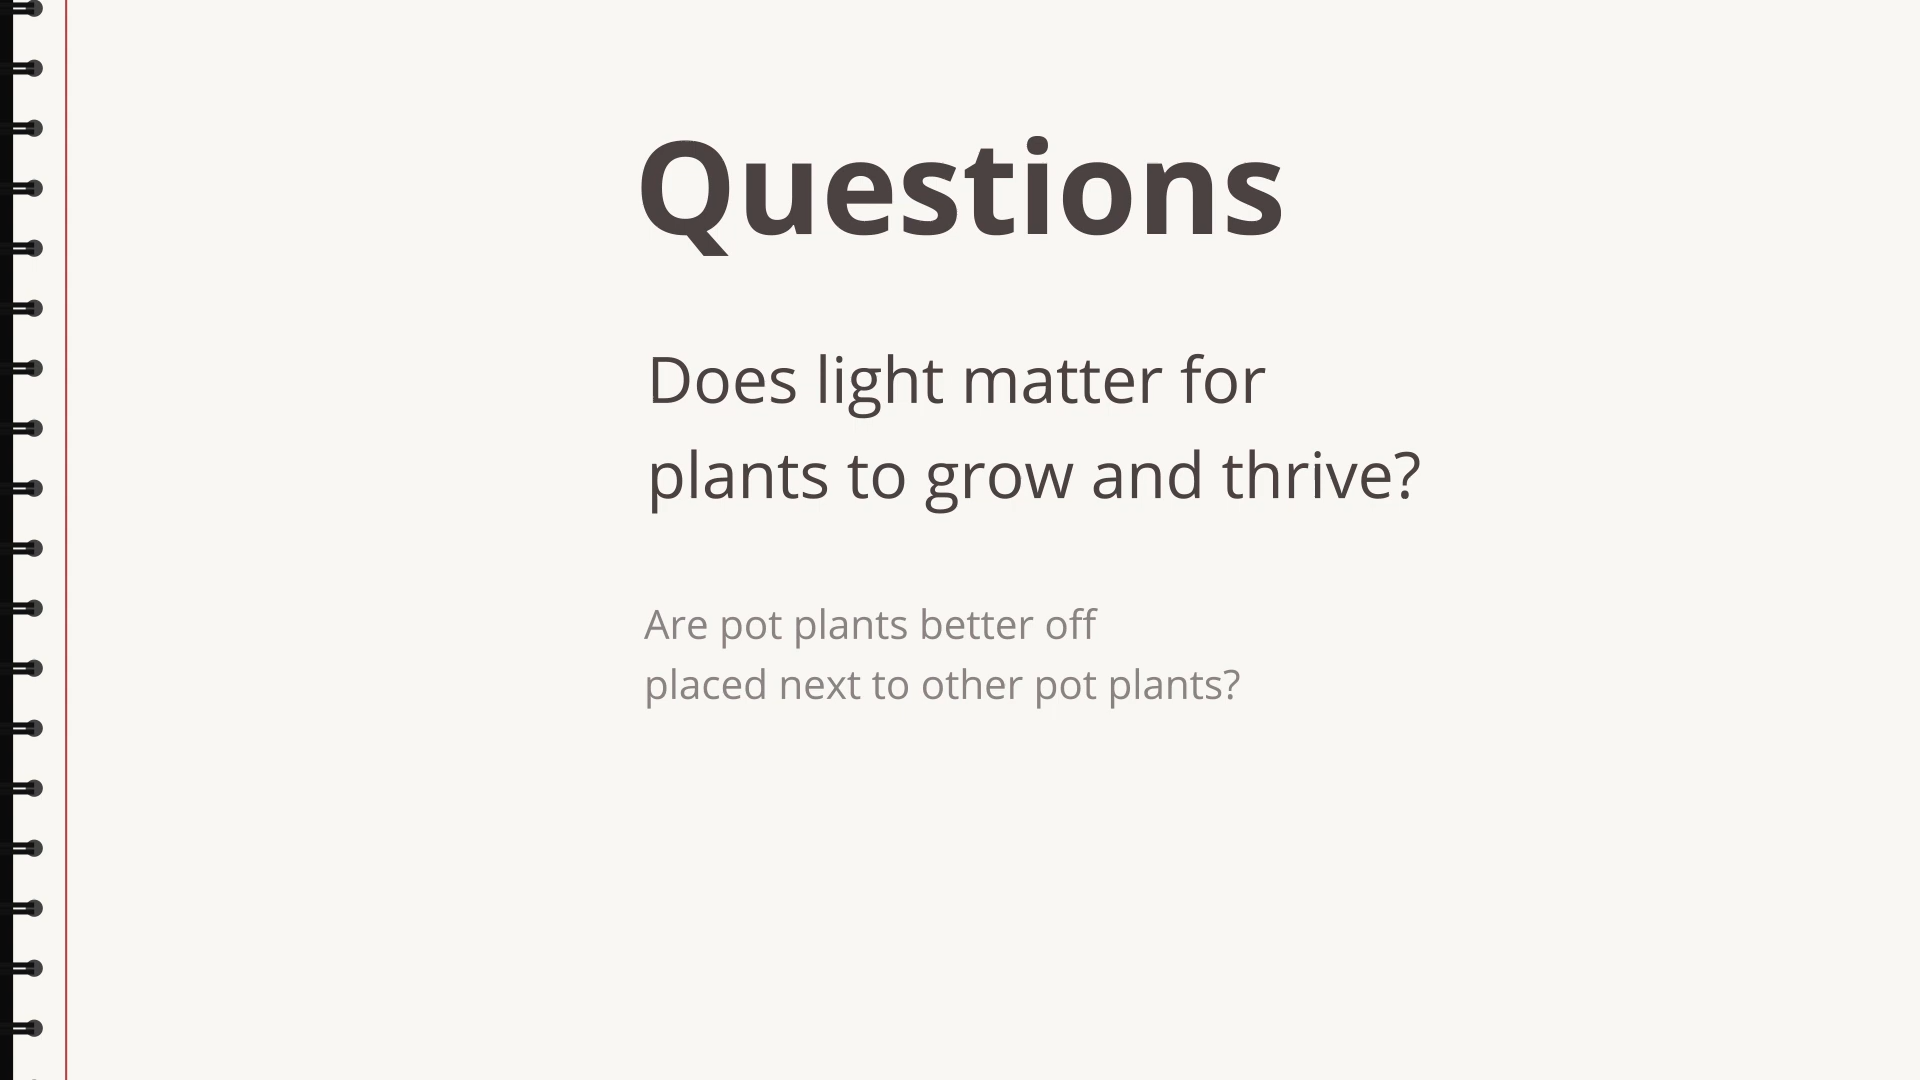 Questions
Does light matter for
plants to grow and thrive?
Are pot plants better off
placed next to other pot plants?